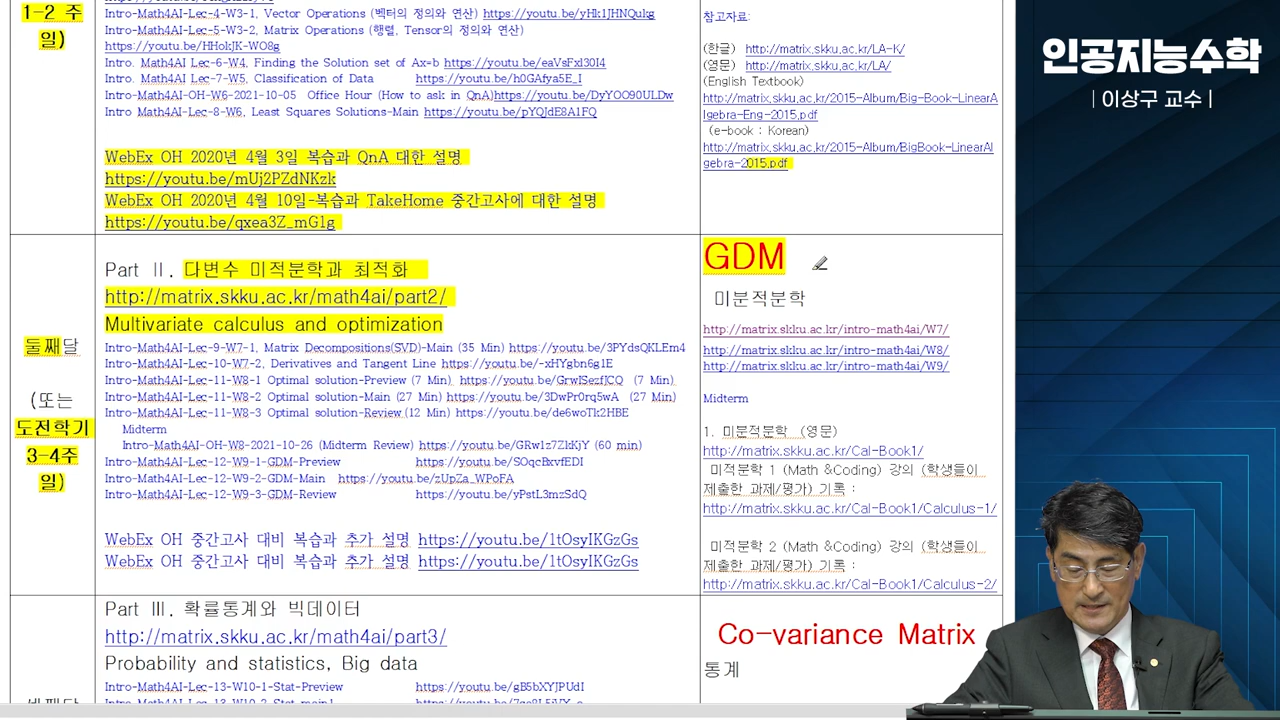 1-2 주
일)
Intro-Math4AI-Lec-4-W3-1, Vector Operations (벡터의 정의와 연산) https://youtu.be/yHk1JHNQukg
Intro-Math4AI-Lec-5-W3-2, Matrix Operations (행렬, Tensor의 정의와 연산)
https://youtu.be/HHokJK-WO8g
Intro. Math4AI Lec-6-W4, Finding the Solution set of Ax=b https://youtu.be/eaVsFxl30I4
Intro. Math4AI Lec-7-W5, Classification of Data https://youtu.be/h0GAfya5E_I
Intro-Math4AI-OH-W6-2021-10-05 Office Hour (How to ask in QnA)https://youtu.be/DyYOO90ULDw
Intro Math4AI Lec-8-W6, Least Squares Solutions-Main https://youtu.be/pYQJdE8A1FQ
WebEx OH 2020년 4월 3일 복습과 QnA 대한 설명
https://youtu.be/mUj2PZdNKzk
WebEx OH 2020년 4월 10일-복습과 TakeHome 중간고사에 대한 설명
https://youtu.be/qxea3Z_mG1g
참고자료:
(한글) http://matrix.skku.ac.kr/LA-K/
(영문) http://matrix.skku.ac.kr/LA/
(English Textbook)
http://matrix.skku.ac.kr/2015-Album/Big-Book-LinearA
lgebra-Eng-2015.pdf
(e-book : Korean)
http://matrix.skku.ac.kr/2015-Album/BigBook-LinearAl
gebra-2015.pdf
둘째달
(또는
도전학기
3-4주
일)
Part Ⅱ. 다변수 미적분학과 최적화
http://matrix.skku.ac.kr/math4ai/part2/
Multivariate calculus and optimization
Intro-Math4AI-Lec-9-W7-1, Matrix Decompositions(SVD)-Main (35 Min) https://youtu.be/3PYdsQKLEm4
Intro-Math4AI-Lec-10-W7-2, Derivatives and Tangent Line https://youtu.be/-xHYgbn6g1E
Intro-Math4AI-Lec-11-W8-1 Optimal solution-Preview (7 Min) https://youtu.be/GrwISezfJCQ (7 Min)
Intro-Math4AI-Lec-11-W8-2 Optimal solution-Main (27 Min) https://youtu.be/3DwPr0rq5wA (27 Min)
Intro-Math4AI-Lec-11-W8-3 Optimal solution-Review (12 Min) https://youtu.be/de6woTk2HBE
Midterm
Intro-Math4AI-OH-W8-2021-10-26 (Midterm Review) https://youtu.be/GRw1z7ZkKjY (60 min)
Intro-Math4AI-Lec-12-W9-1-GDM-Preview https://youtu.be/SOqcBxvfEDI
Intro-Math4AI-Lec-12-W9-2-GDM-Main https://youtu.be/zUpZa_WPoFA
Intro-Math4AI-Lec-12-W9-3-GDM-Review https://youtu.be/yPstL3mzSdQ
WebEx OH 중간고사 대비 복습과 추가 설명 https://youtu.be/1tOsyIKGzGs
WebEx OH 중간고사 대비 복습과 추가 설명 https://youtu.be/1tOsyIKGzGs
GDM
미분적분학
http://matrix.skku.ac.kr/intro-math4ai/W7/
http://matrix.skku.ac.kr/intro-math4ai/W8/
http://matrix.skku.ac.kr/intro-math4ai/W9/
Midterm
1. 미분적분학 (영문)
http://matrix.skku.ac.kr/Cal-Book1/
미적분학 1 (Math &Coding) 강의 (학생들이
제출한 과제/평가) 기록 :
http://matrix.skku.ac.kr/Cal-Book1/Calculus-1/
미적분학 2 (Math &Coding) 강의 (학생들이
제출한 과제/평가) 기록 :
http://matrix.skku.ac.kr/Cal-Book1/Calculus-2/
Part Ⅲ. 확률통계와 빅데이터
http://matrix.skku.ac.kr/math4ai/part3/
Probability and statistics, Big data
Intro-Math4AI-Lec-13-W10-1-Stat-Preview https://youtu.be/gB5bXYJPUdI
Co-variance Matrix
통계
인공지능수학
| 이상구 교수 |